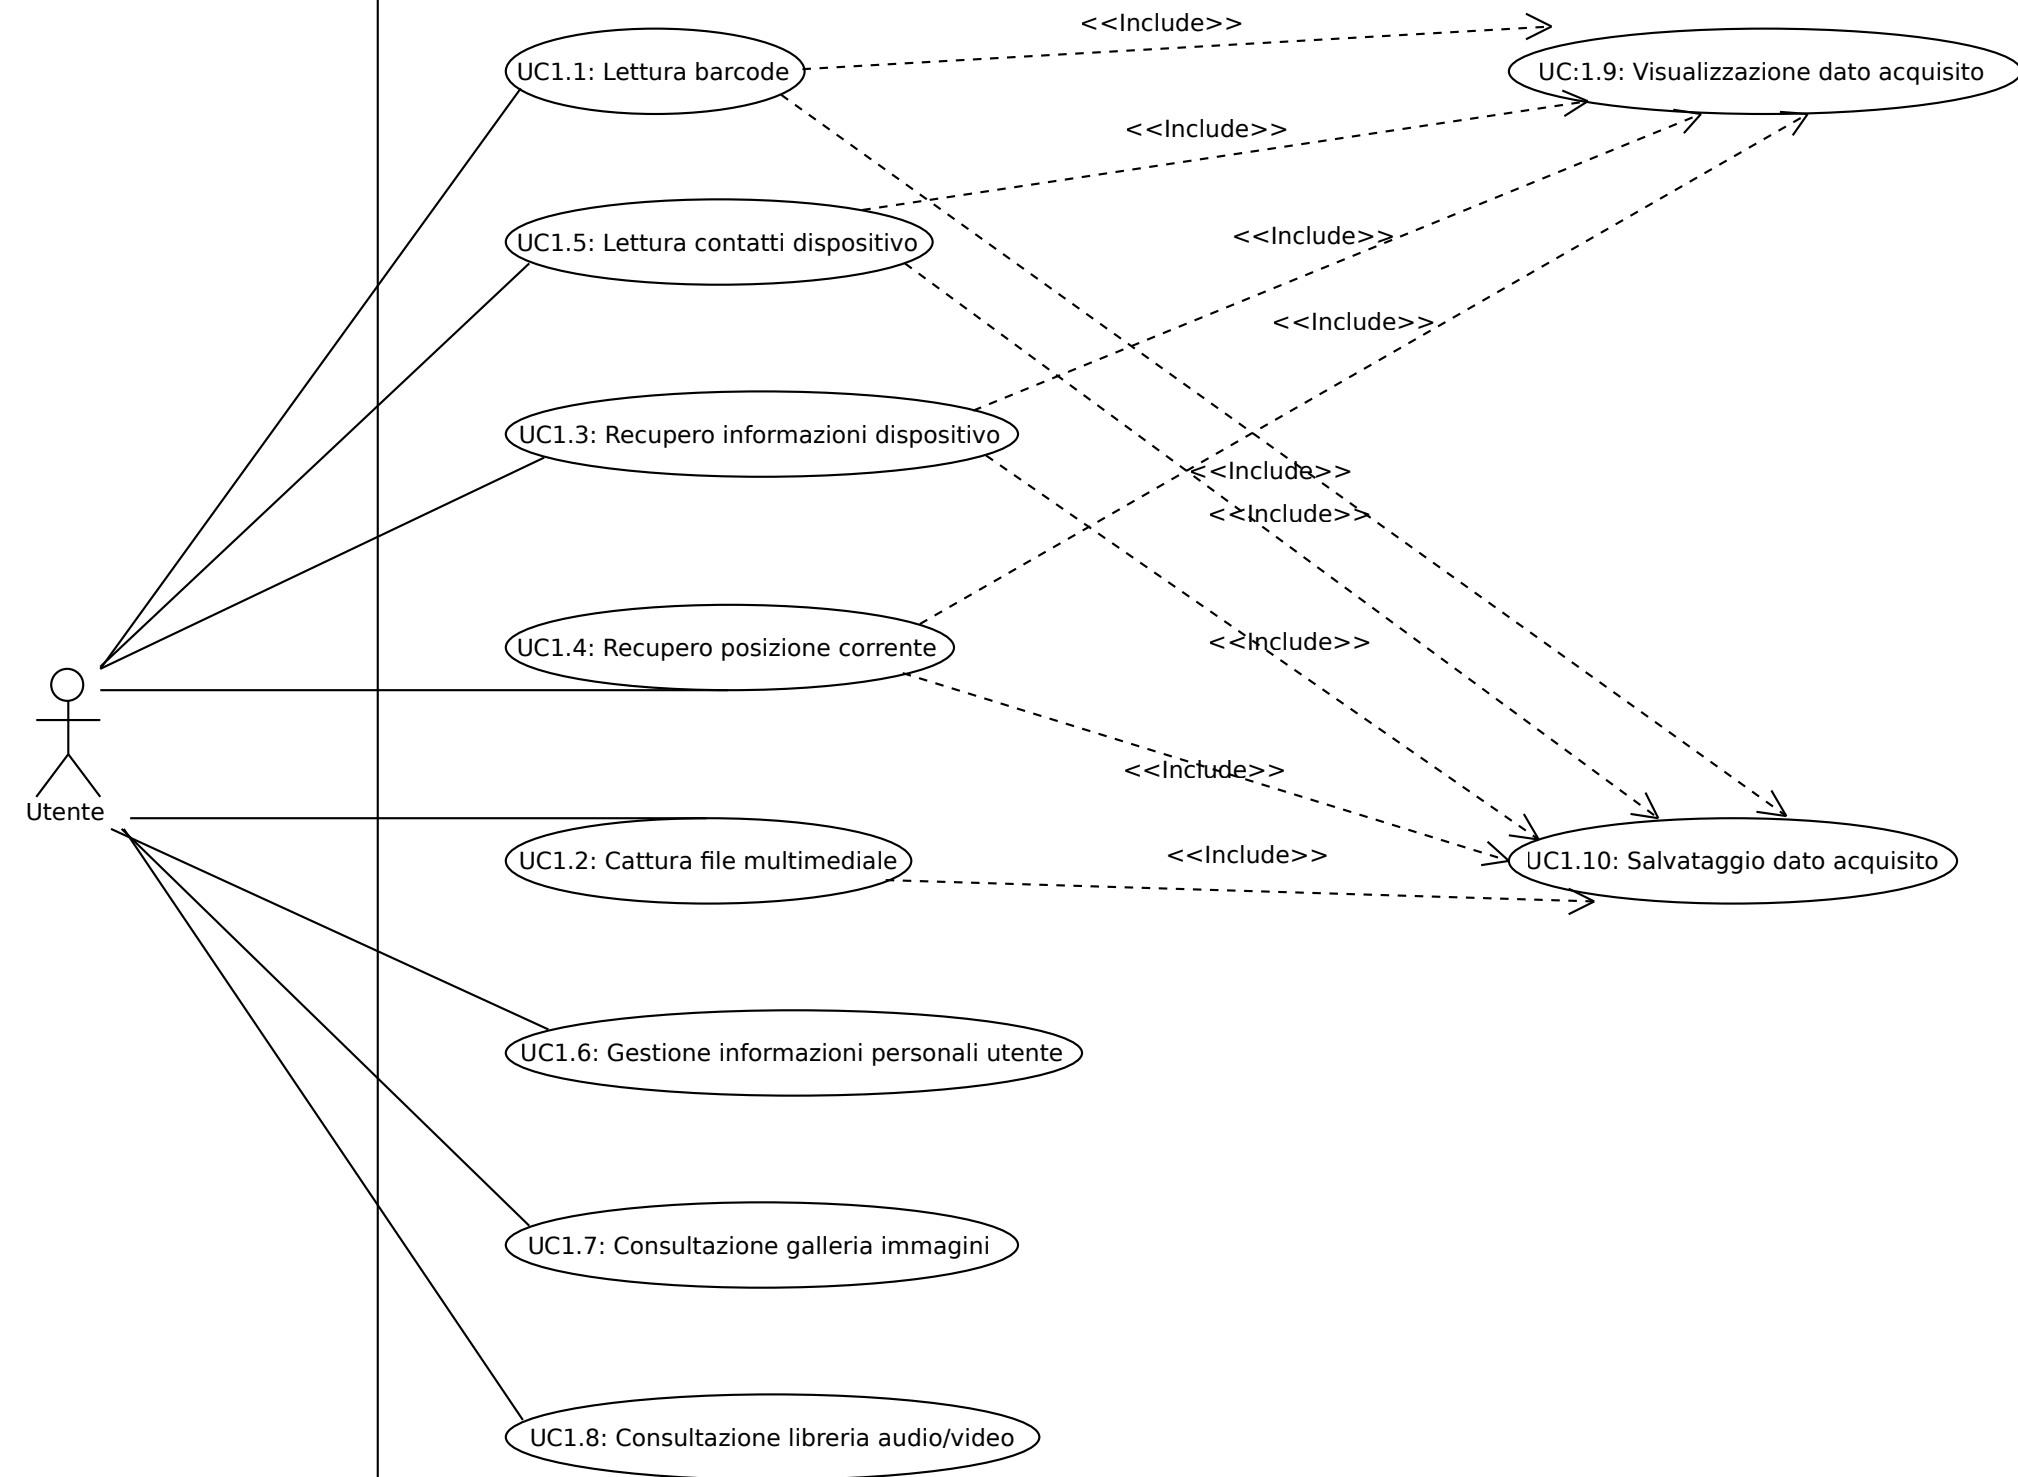 <<Include>>
UC1.1: Lettura barcode
UC:1.9: Visualizzazione dato acquisito
<<Include>>
UC1.5: Lettura contatti dispositivo
<<Include>>
<<Include>>
UC1.3: Recupero informazioni dispositivo
<<Include>>
<<Include>>
UC1.4: Recupero posizione corrente
<<Include>>
<<Include>>
Utente
UC1.2: Cattura file multimediale
<<Include>>
UC1.10: Salvataggio dato acquisito
UC1.6: Gestione informazioni personali utente
UC1.7: Consultazione galleria immagini
UC1.8: Consultazione libreria audio/video